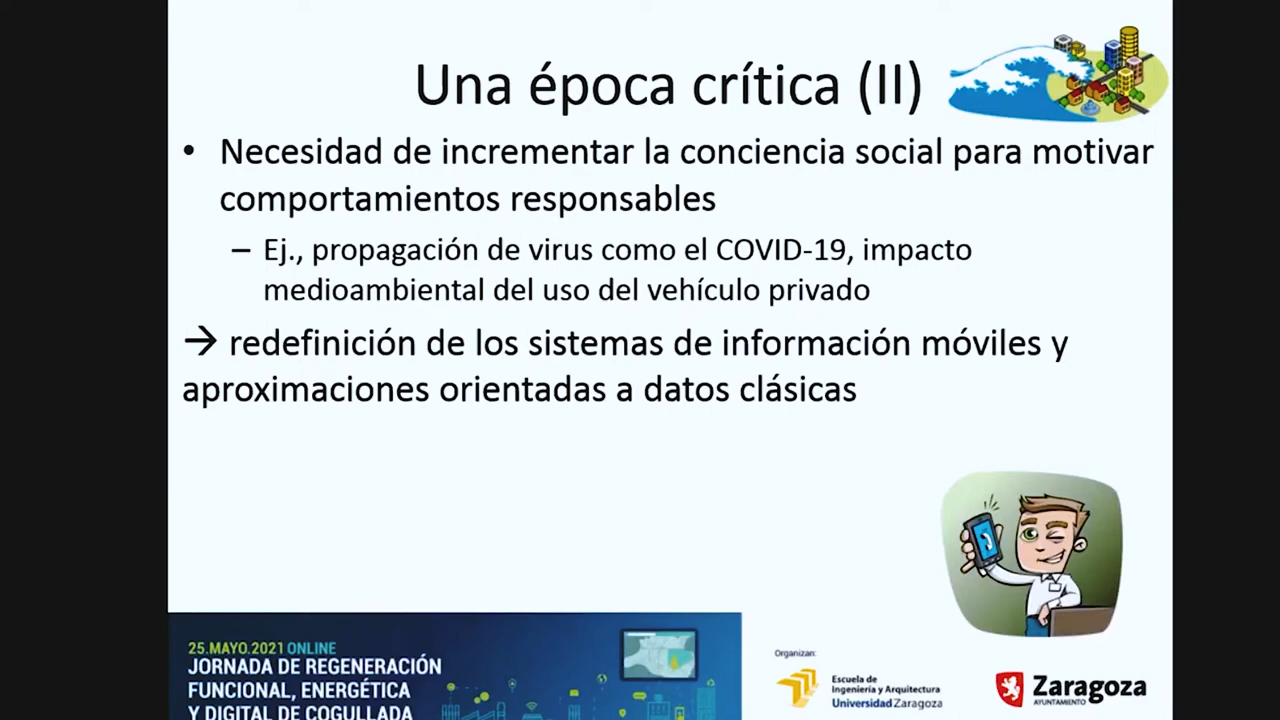 Una época crítica (II)
• Necesidad de incrementar la conciencia social para motivar
comportamientos responsables
– Ej., propagación de virus como el COVID-19, impacto
medioambiental del uso del vehículo privado
→ redefinición de los sistemas de información móviles y
aproximaciones orientadas a datos clásicas
25.MAYO.2021 ONLINE
JORNADA DE REGENERACIÓN
FUNCIONAL, ENERGÉTICA
Y DIGITAL DE COGULLADA
Organizan:
Escuela de
Ingeniería y Arquitectura
Universidad Zaragoza
Zaragoza
AYUNTAMIENTO